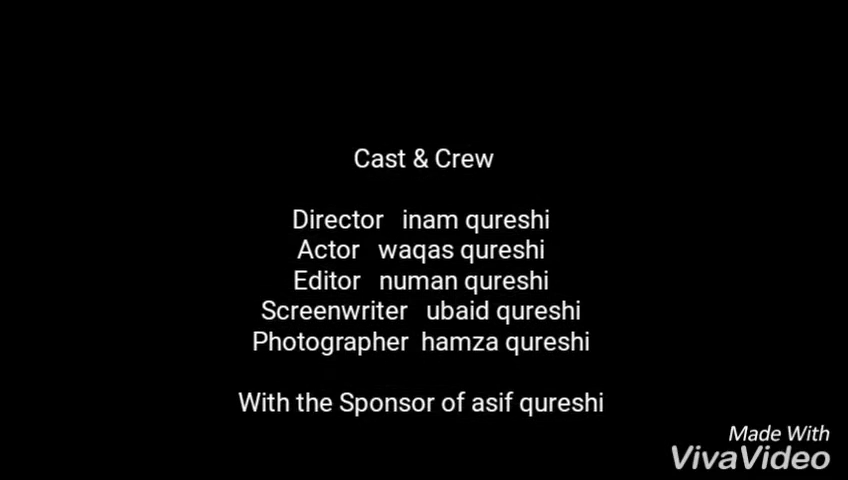 Cast & Crew
Director inam qureshi
Actor waqas qureshi
Editor numan qureshi
Screenwriter ubaid qureshi
Photographer hamza qureshi
With the Sponsor of asif qureshi
Made With
VivaVideo